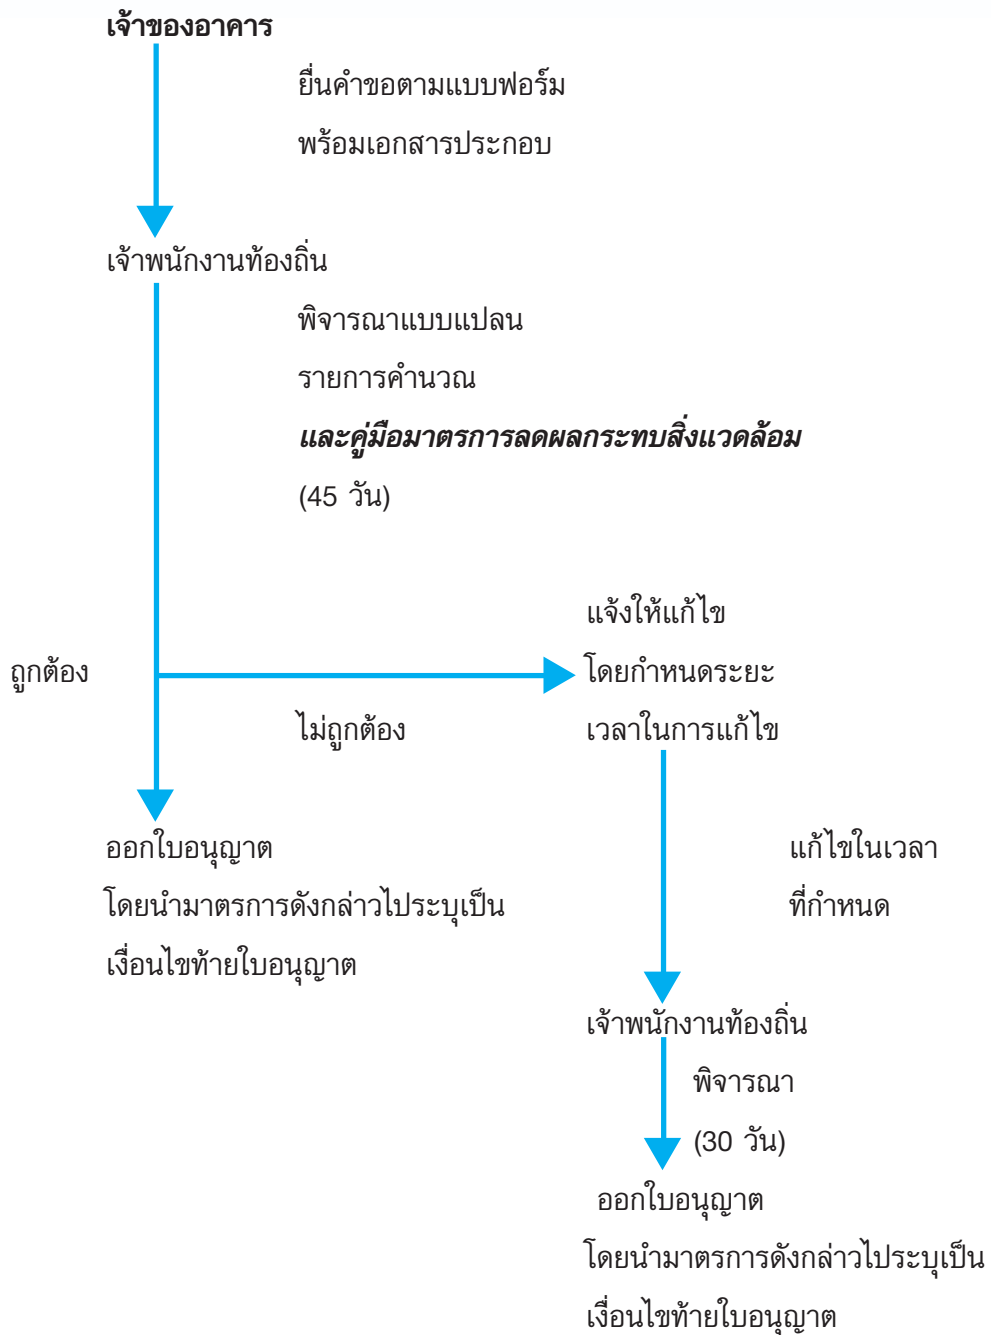 เจ้าของอาคาร
ยื่นคำขอตามแบบฟอร์ม
พร้อมเอกสารประกอบ
เจ้าพนักงานท้องถิ่น
พิจารณาแบบแปลน
รายการคำนวณ
และคู่มือมาตรการลดผลกระทบสิ่งแวดล้อม
(45 วัน)
ถูกต้อง
ไม่ถูกต้อง
แจ้งให้แก้ไข
โดยกำหนดระยะ
เวลาในการแก้ไข
ออกใบอนุญาต
โดยนำมาตรการดังกล่าวไประบุเป็น
เงื่อนไขท้ายใบอนุญาต
แก้ไขในเวลา
ที่กำหนด
เจ้าพนักงานท้องถิ่น
พิจารณา
(30 วัน)
ออกใบอนุญาต
โดยนำมาตรการดังกล่าวไประบุเป็น
เงื่อนไขท้ายใบอนุญาต